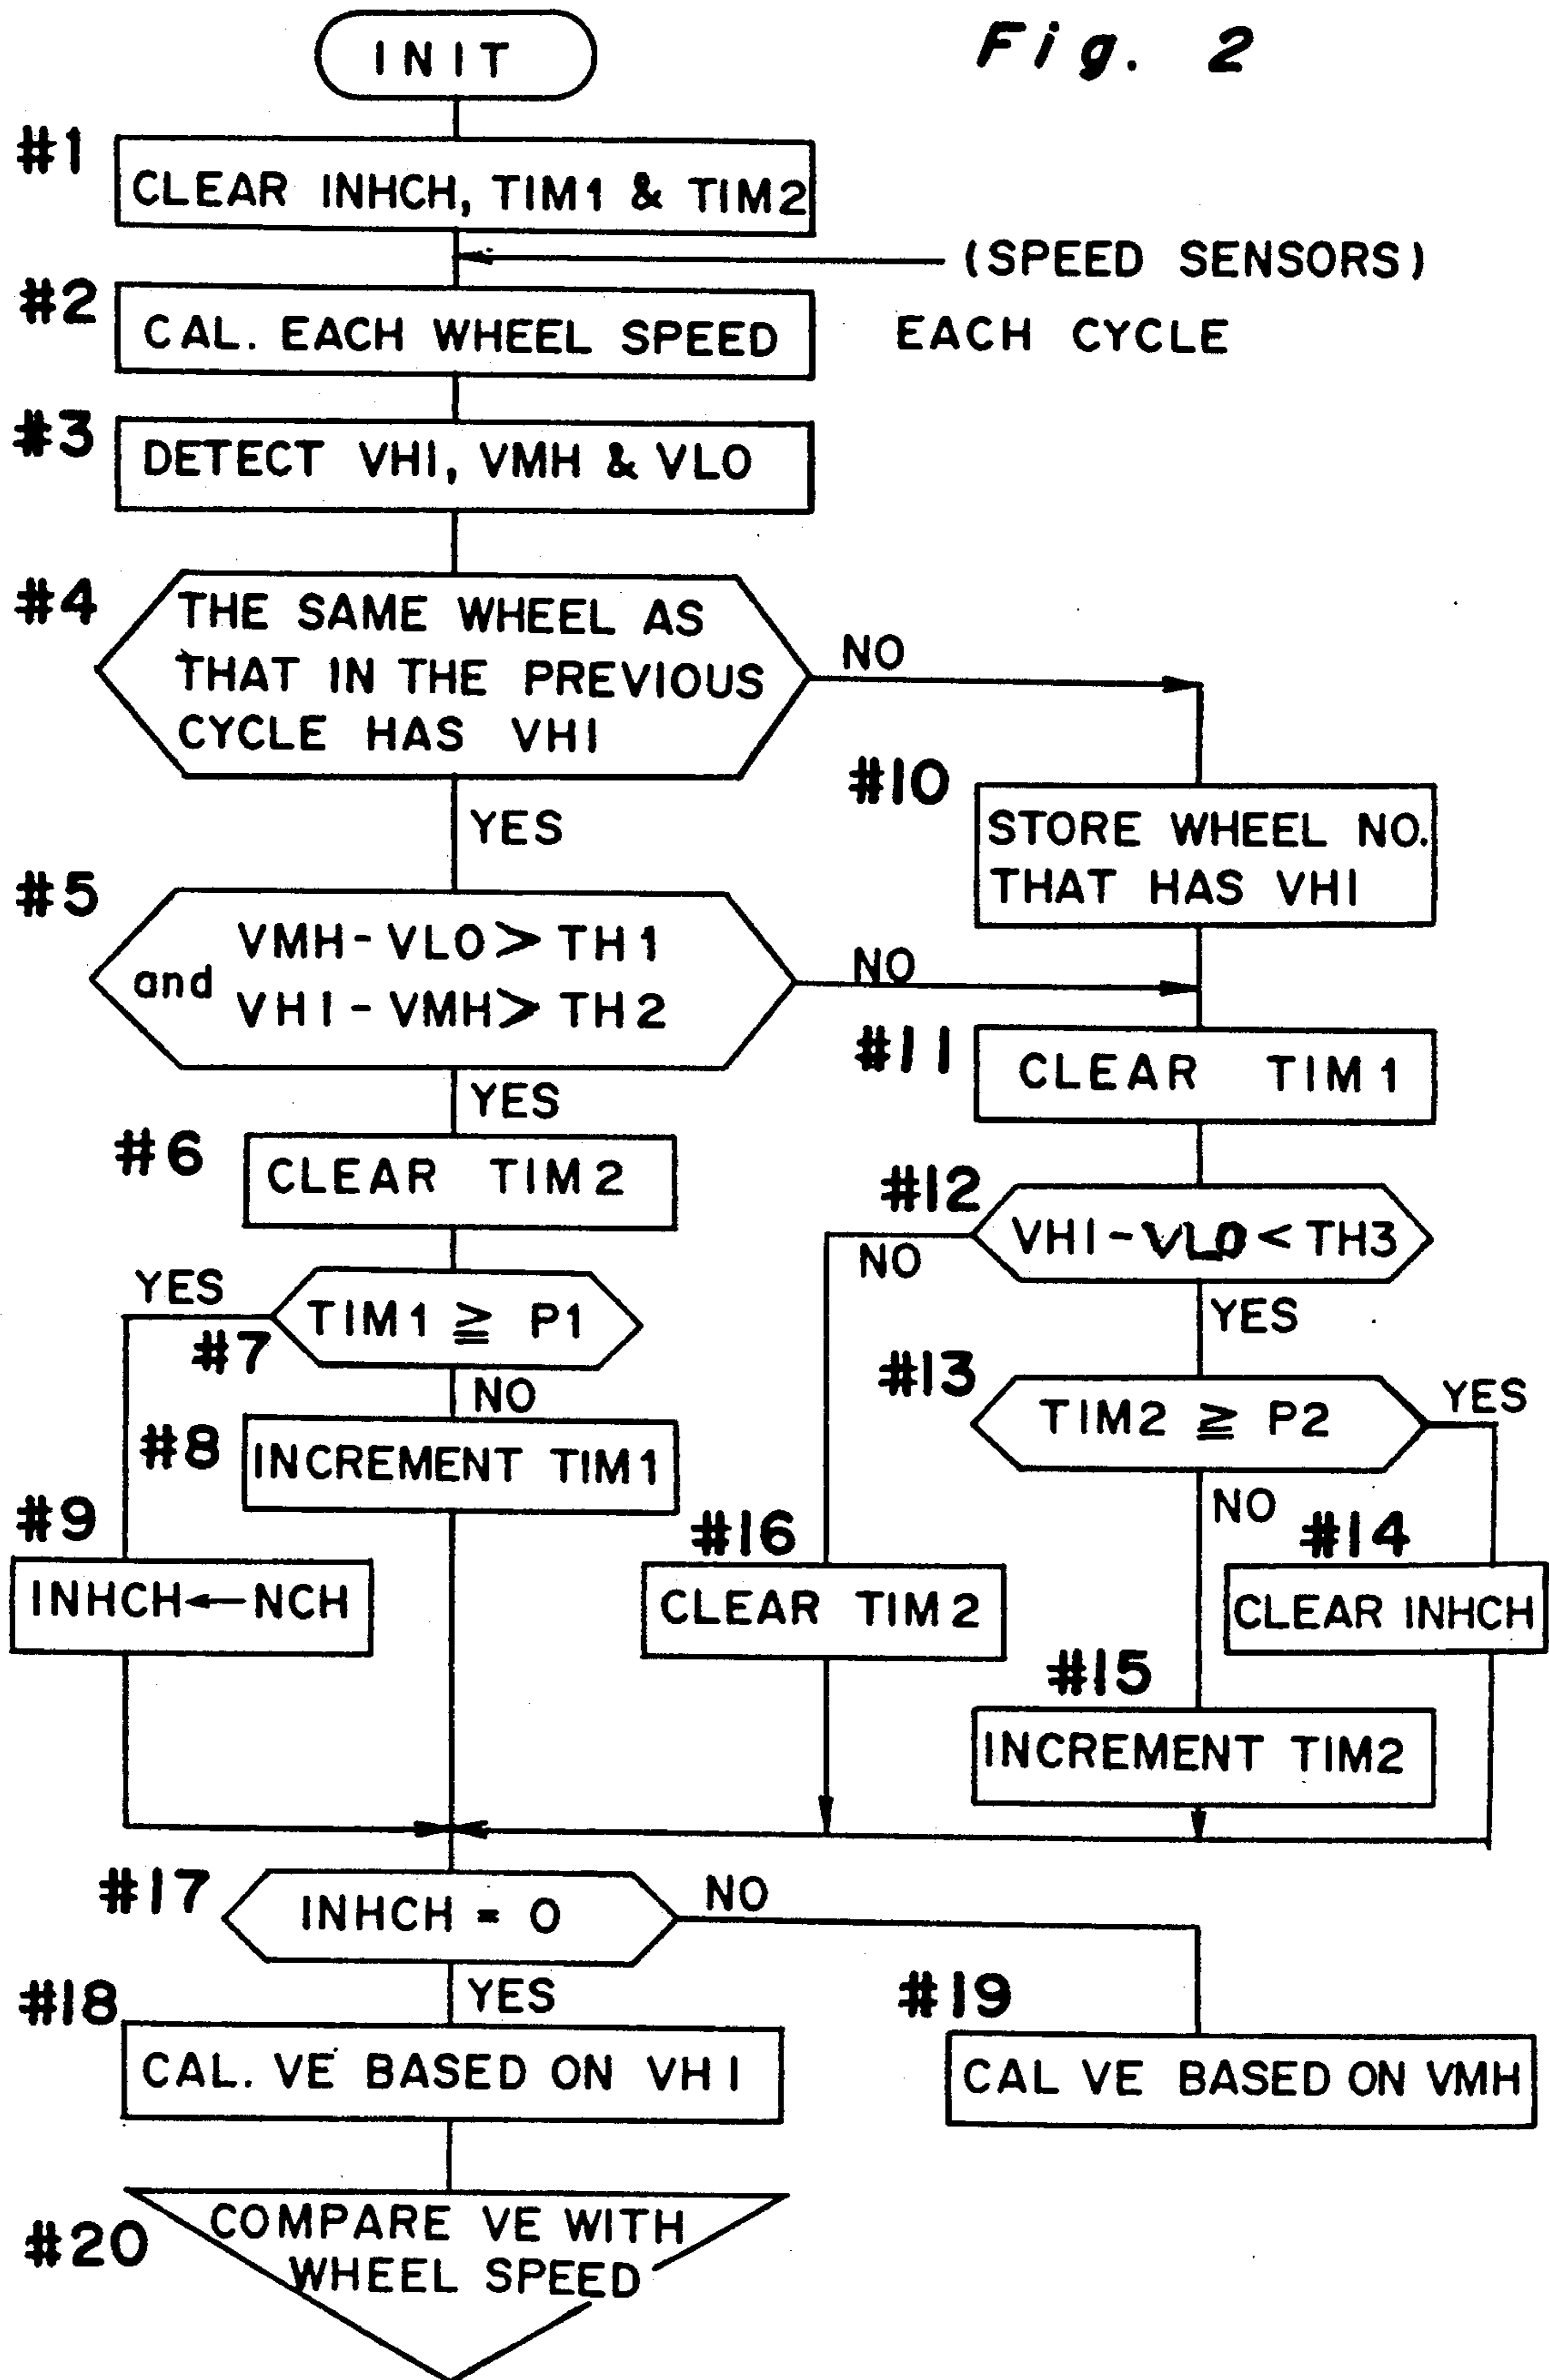 Fig. 2
INIT
#1
CLEAR INHCH, TIM1 & TIM2
(SPEED SENSORS)
#2
CAL. EACH WHEEL SPEED
EACH CYCLE
#3
DETECT VHI, VMH & VLO
#4
THE SAME WHEEL AS
THAT IN THE PREVIOUS
CYCLE HAS VHI
NO
YES
#10
STORE WHEEL NO.
THAT HAS VHI
#5
VMH-VLO > TH1
and
VHI-VMH > TH2
NO
YES
#11
CLEAR TIM1
#6
CLEAR TIM2
#12
VHI-VLO < TH3
NO
YES
YES
#7
TIM1 ≧ P1
NO
#13
TIM2 ≧ P2
YES
NO
#8
INCREMENT TIM1
#9
INHCH←NCH
#16
CLEAR TIM2
#14
CLEAR INHCH
#15
INCREMENT TIM2
#17
INHCH = 0
NO
YES
#18
CAL. VE BASED ON VHI
#19
CAL VE BASED ON VMH
#20
COMPARE VE WITH
WHEEL SPEED